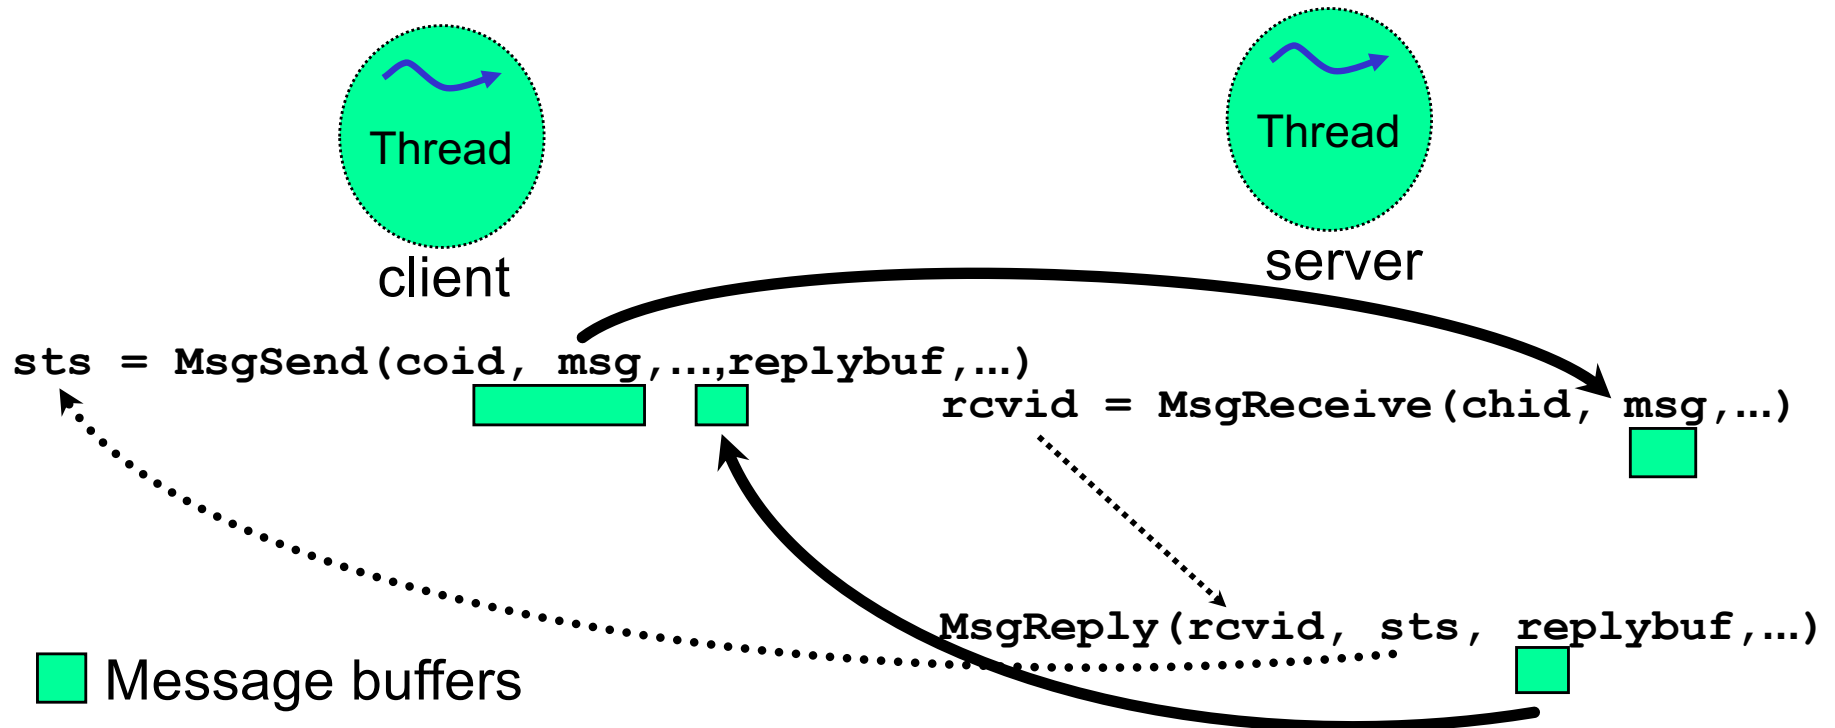 Thread
Thread
client
server
sts = MsgSend(coid, msg,...,replybuf,...)
rcvid = MsgReceive(chid, msg,...)
MsgReply(rcvid, sts, replybuf,...)
Message buffers